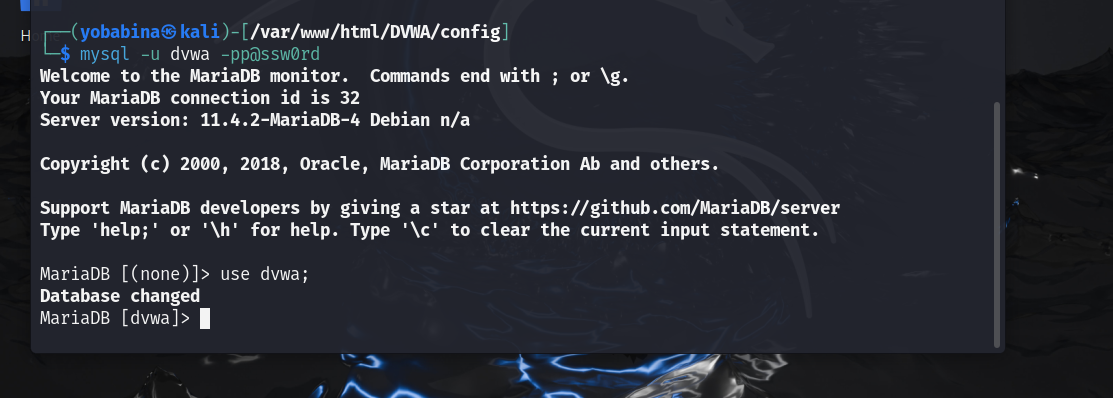 ┌──(yobabina㉿kali)-[/var/www/html/DVWA/config]
└─$ mysql -u dvwa -pp@ssw0rd
Welcome to the MariaDB monitor.  Commands end with ; or \g.
Your MariaDB connection id is 32
Server version: 11.4.2-MariaDB-4 Debian n/a
Copyright (c) 2000, 2018, Oracle, MariaDB Corporation Ab and others.
Support MariaDB developers by giving a star at https://github.com/MariaDB/server
Type 'help;' or '\h' for help. Type '\c' to clear the current input statement.
MariaDB [(none)]> use dvwa;
Database changed
MariaDB [dvwa]>